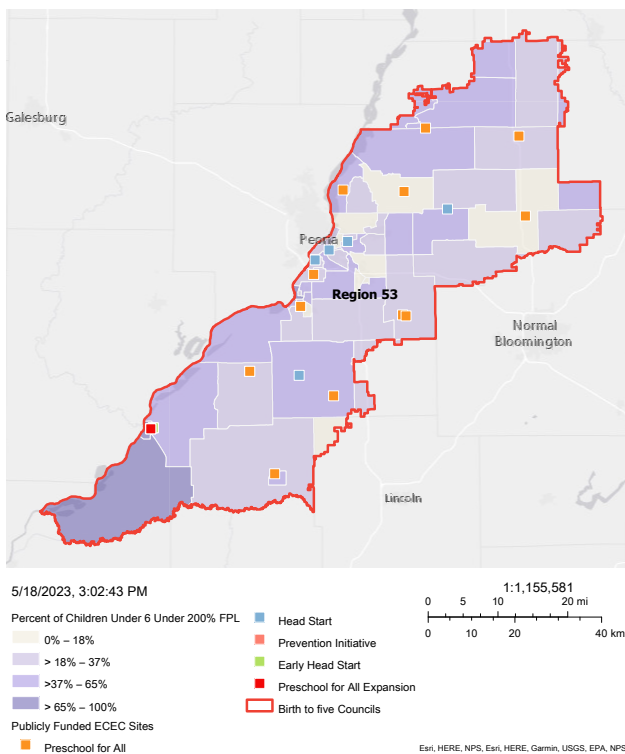 Galesburg
Peoria
Region 53
Normal
Bloomington
Lincoln
5/18/2023, 3:02:43 PM
Percent of Children Under 6 Under 200% FPL
0% – 18%
> 18% – 37%
>37% – 65%
> 65% – 100%
Publicly Funded ECEC Sites
Preschool for All
Head Start
Prevention Initiative
Early Head Start
Preschool for All Expansion
Birth to five Councils
1:1,155,581
0 5 10 20 mi
0 10 20 40 km
Esri, HERE, NPS, Esri, HERE, Garmin, USGS, EPA, NPS